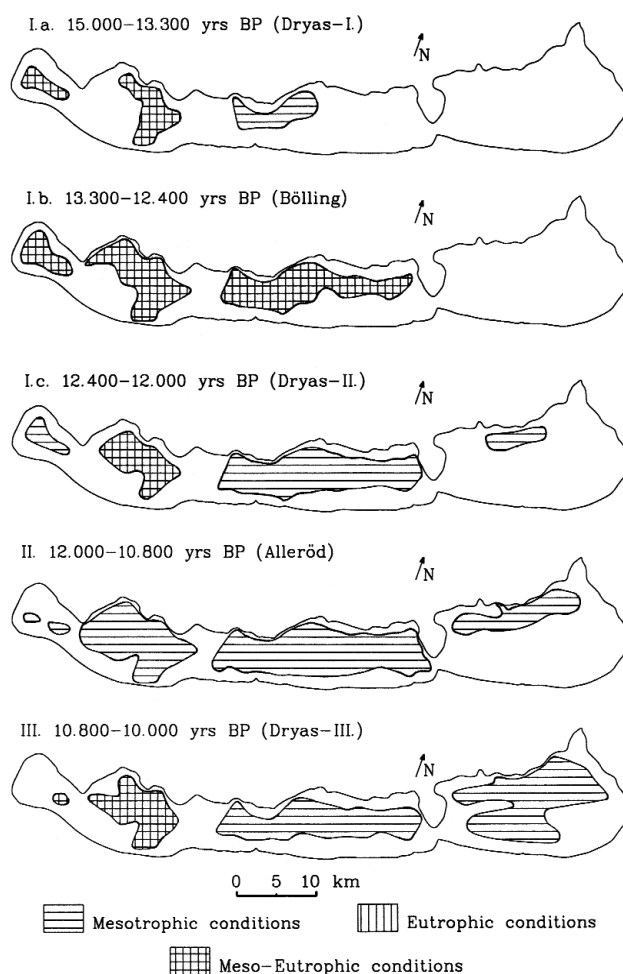 I.a. 15.000-13.300 yrs BP (Dryas-I.)
N
I.b. 13.300-12.400 yrs BP (Bölling)
N
I.c. 12.400-12.000 yrs BP (Dryas-II.)
N
II. 12.000-10.800 yrs BP (Alleröd)
N
III. 10.800-10.000 yrs BP (Dryas-III.)
N
0 5 10 km
Mesotrophic conditions Eutrophic conditions
Meso-Eutrophic conditions